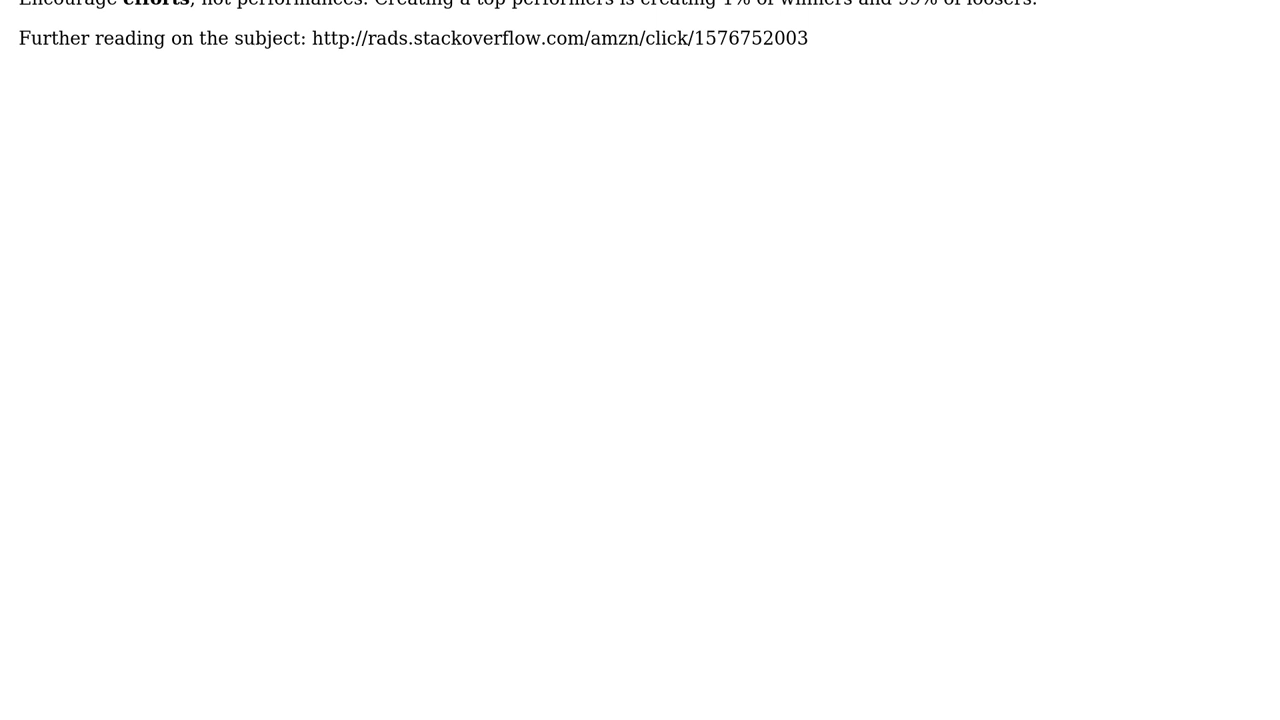 Encourage efforts, not performances. Creating a top performers is creating 1% of winners and 99% of loosers.
Further reading on the subject: http://rads.stackoverflow.com/amzn/click/1576752003